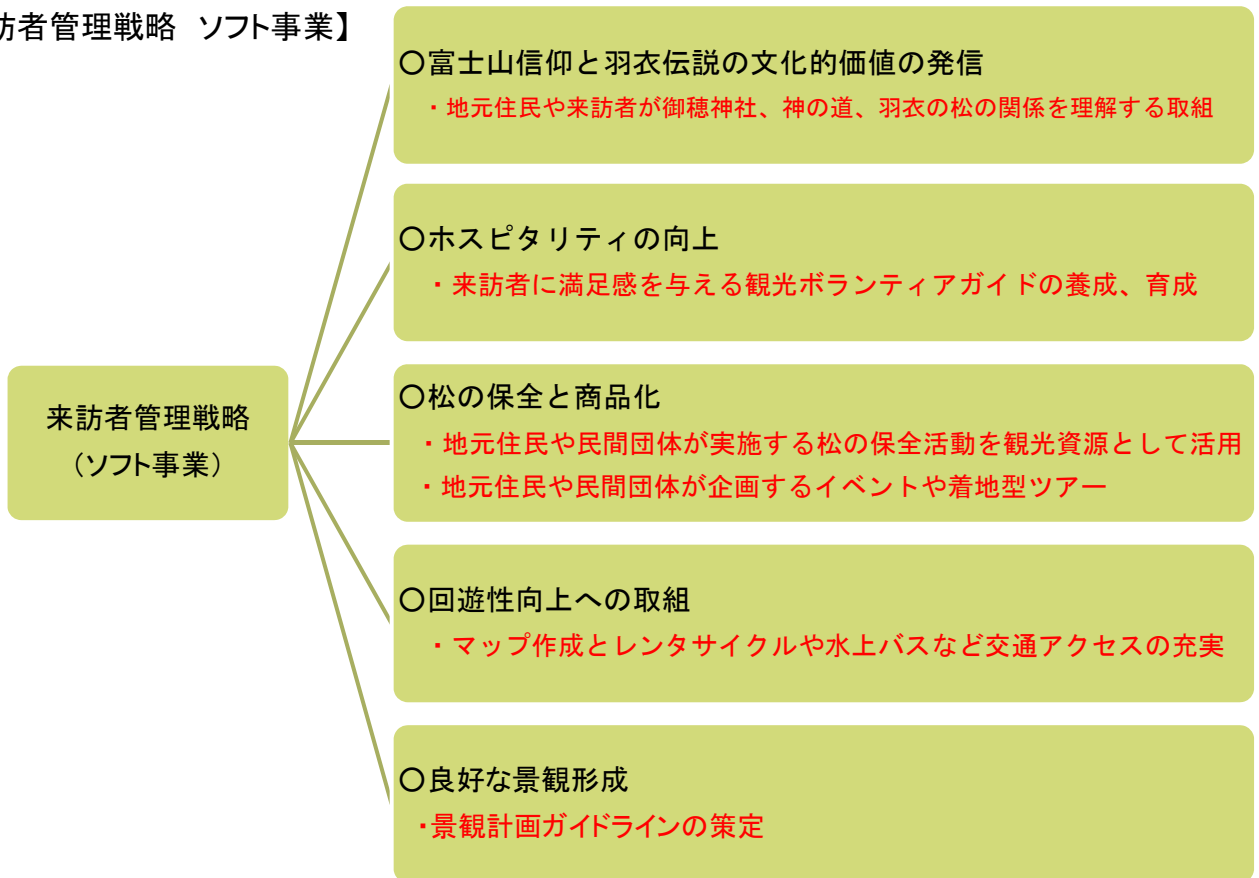 訪者管理戦略 ソフト事業】
〇富士山信仰と羽衣伝説の文化的価値の発信
・地元住民や来訪者が御穂神社、神の道、羽衣の松の関係を理解する取組
〇ホスピタリティの向上
・来訪者に満足感を与える観光ボランティアガイドの養成、育成
来訪者管理戦略
（ソフト事業）
〇松の保全と商品化
・地元住民や民間団体が実施する松の保全活動を観光資源として活用
・地元住民や民間団体が企画するイベントや着地型ツアー
〇回遊性向上への取組
・マップ作成とレンタサイクルや水上バスなど交通アクセスの充実
〇良好な景観形成
・景観計画ガイドラインの策定